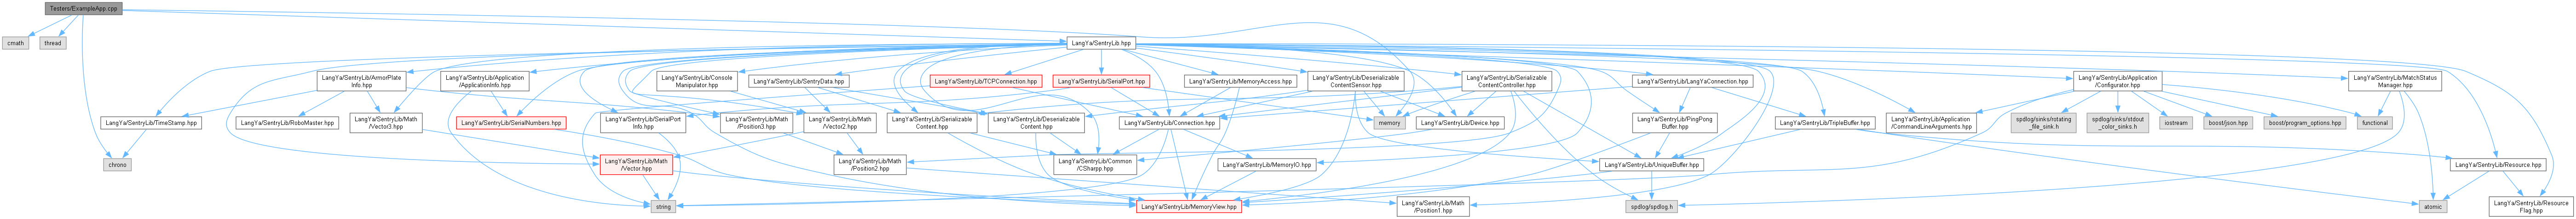 Testers/ExampleApp.cpp
cmath
thread
LangYa/SentryLib.hpp
LangYa/SentryLib/ArmorPlate
Info.hpp
LangYa/SentryLib/Application
/ApplicationInfo.hpp
LangYa/SentryLib/Console
Manipulator.hpp
LangYa/SentryLib/SentryData.hpp
LangYa/SentryLib/TCPConnection.hpp
LangYa/SentryLib/SerialPort.hpp
LangYa/SentryLib/MemoryAccess.hpp
LangYa/SentryLib/Deserializable
ContentSensor.hpp
LangYa/SentryLib/Serializable
ContentController.hpp
LangYa/SentryLib/LangYaConnection.hpp
LangYa/SentryLib/Application
/Configurator.hpp
LangYa/SentryLib/MatchStatus
Manager.hpp
LangYa/SentryLib/TimeStamp.hpp
LangYa/SentryLib/RoboMaster.hpp
LangYa/SentryLib/Math
/Vector3.hpp
LangYa/SentryLib/SerialNumbers.hpp
LangYa/SentryLib/SerialPort
Info.hpp
LangYa/SentryLib/Math
/Position3.hpp
LangYa/SentryLib/Math
/Vector2.hpp
LangYa/SentryLib/Serializable
Content.hpp
LangYa/SentryLib/Deserializable
Content.hpp
LangYa/SentryLib/Connection.hpp
memory
LangYa/SentryLib/Device.hpp
LangYa/SentryLib/PingPong
Buffer.hpp
LangYa/SentryLib/TripleBuffer.hpp
LangYa/SentryLib/Application
/CommandLineArguments.hpp
spdlog/sinks/rotating
_file_sink.h
spdlog/sinks/stdout
_color_sinks.h
iostream
boost/json.hpp
boost/program_options.hpp
functional
chrono
LangYa/SentryLib/Math
/Vector.hpp
LangYa/SentryLib/Math
/Position2.hpp
LangYa/SentryLib/Common
/CSharpp.hpp
LangYa/SentryLib/MemoryIO.hpp
LangYa/SentryLib/UniqueBuffer.hpp
LangYa/SentryLib/Resource.hpp
string
LangYa/SentryLib/MemoryView.hpp
LangYa/SentryLib/Math
/Position1.hpp
spdlog/spdlog.h
atomic
LangYa/SentryLib/Resource
Flag.hpp